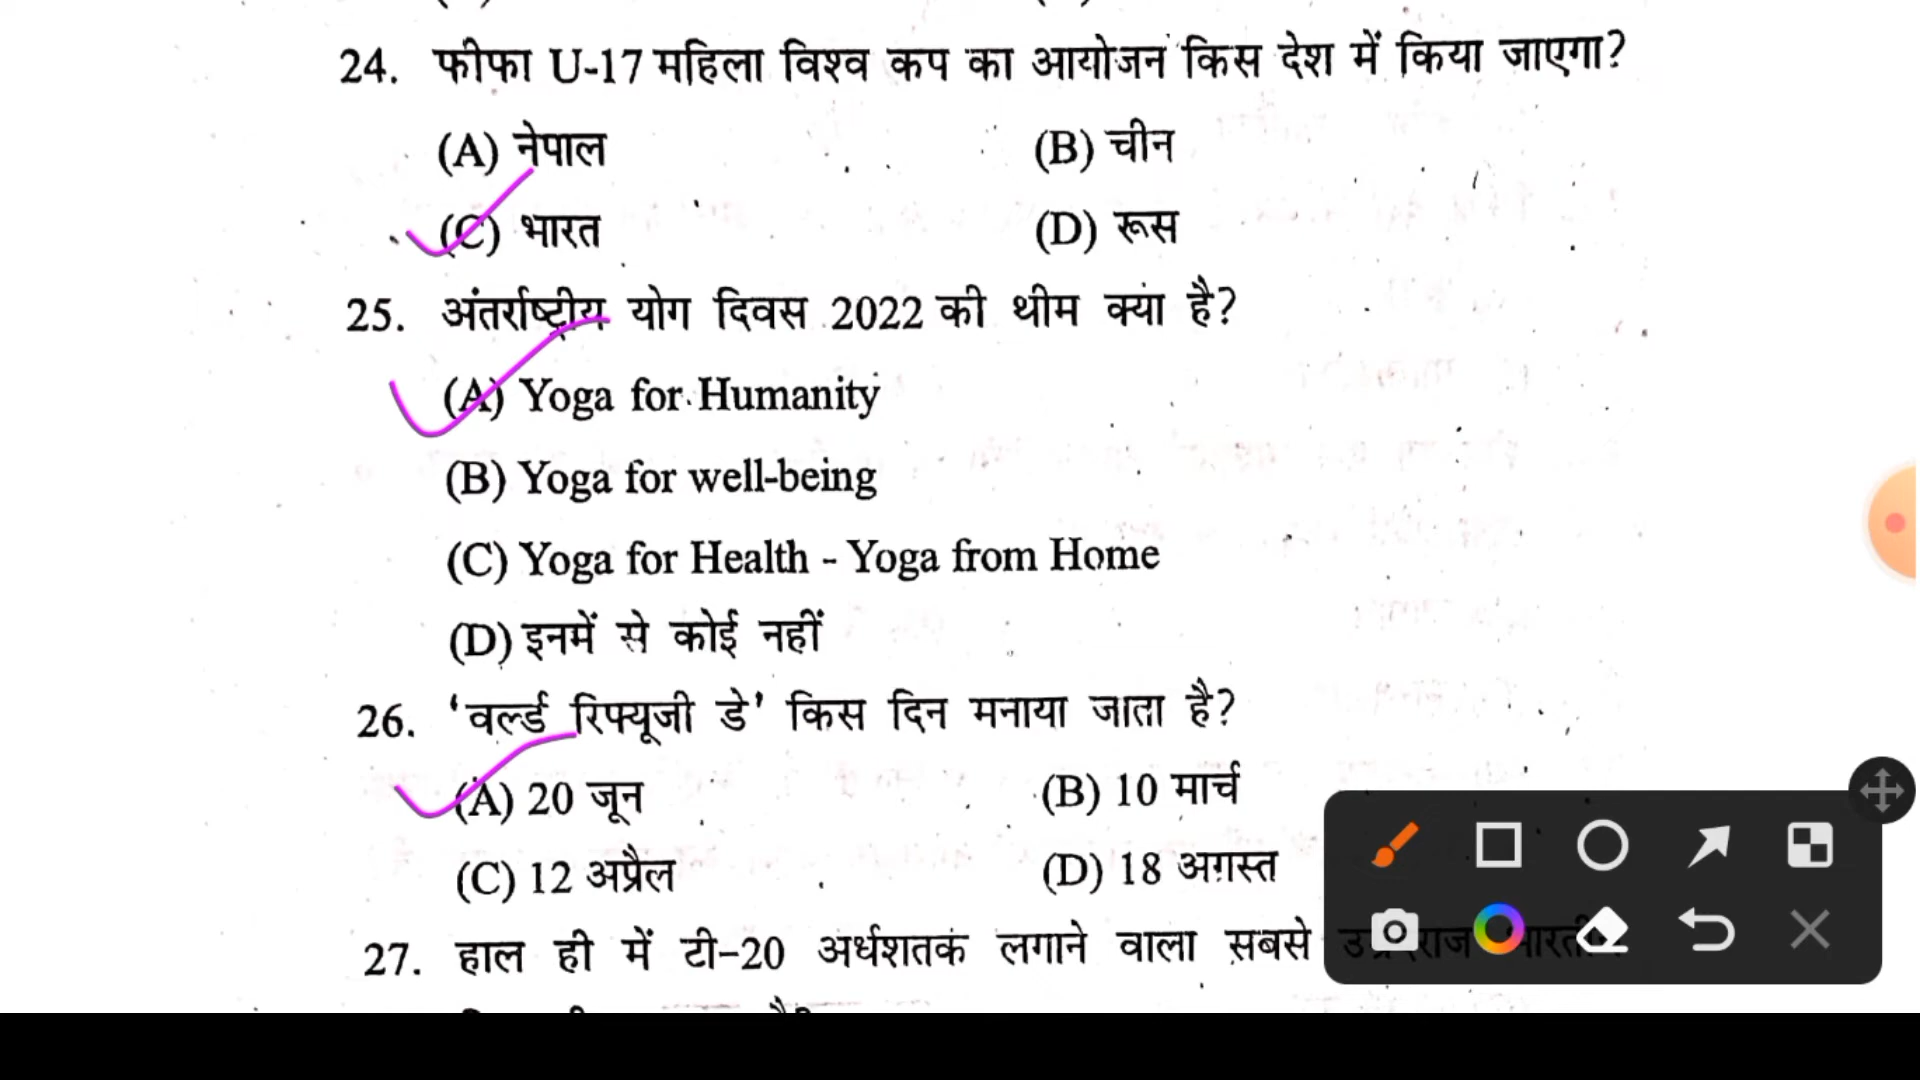 24. फीफा U-17 महिला विश्व कप का आयोजन किस देश में किया जाएगा?
(A) नेपाल (B) चीन
(C) भारत (D) रूस
25. अंतर्राष्ट्रीय योग दिवस 2022 की थीम क्या है?
(A) Yoga for Humanity
(B) Yoga for well-being
(C) Yoga for Health - Yoga from Home
(D) इनमें से कोई नहीं
26. 'वर्ल्ड रिफ्यूजी डे' किस दिन मनाया जाता है?
(A) 20 जून (B) 10 मार्च
(C) 12 अप्रैल (D) 18 अगस्त
27. हाल ही में टी-20 अर्धशतक लगाने वाला सबसे